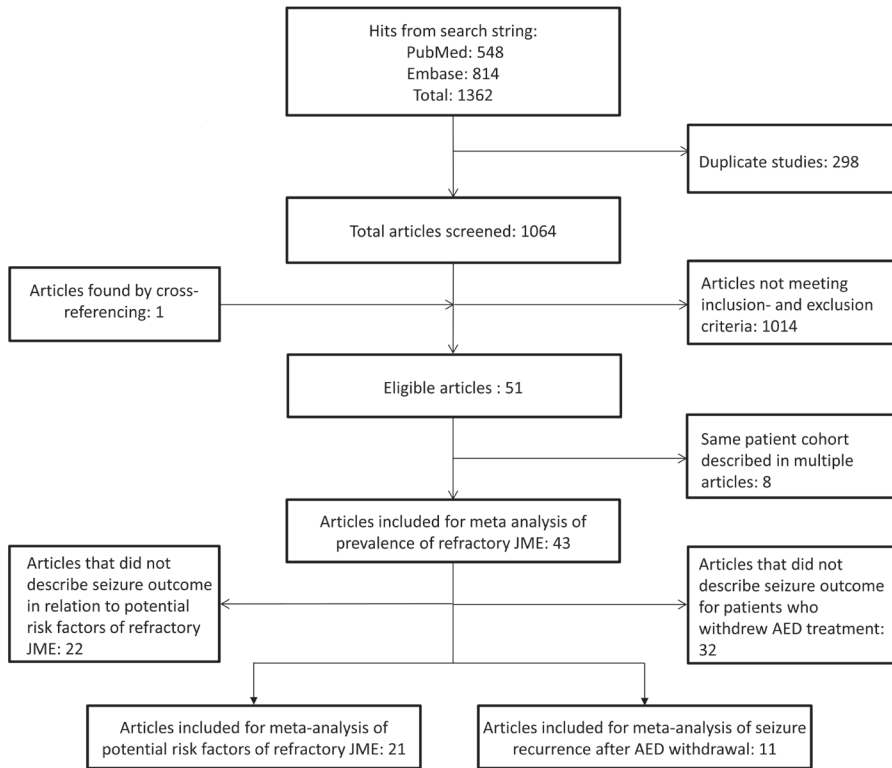 Hits from search string:
PubMed: 548
Embase: 814
Total: 1362
Duplicate studies: 298
Total articles screened: 1064
Articles found by cross-
referencing: 1
Articles not meeting
inclusion- and exclusion
criteria: 1014
Eligible articles : 51
Same patient cohort
described in multiple
articles: 8
Articles included for meta analysis of
prevalence of refractory JME: 43
Articles that did not
describe seizure outcome
in relation to potential
risk factors of refractory
JME: 22
Articles that did not
describe seizure outcome
for patients who
withdrew AED treatment:
32
Articles included for meta-analysis of
potential risk factors of refractory JME: 21
Articles included for meta-analysis of seizure
recurrence after AED withdrawal: 11